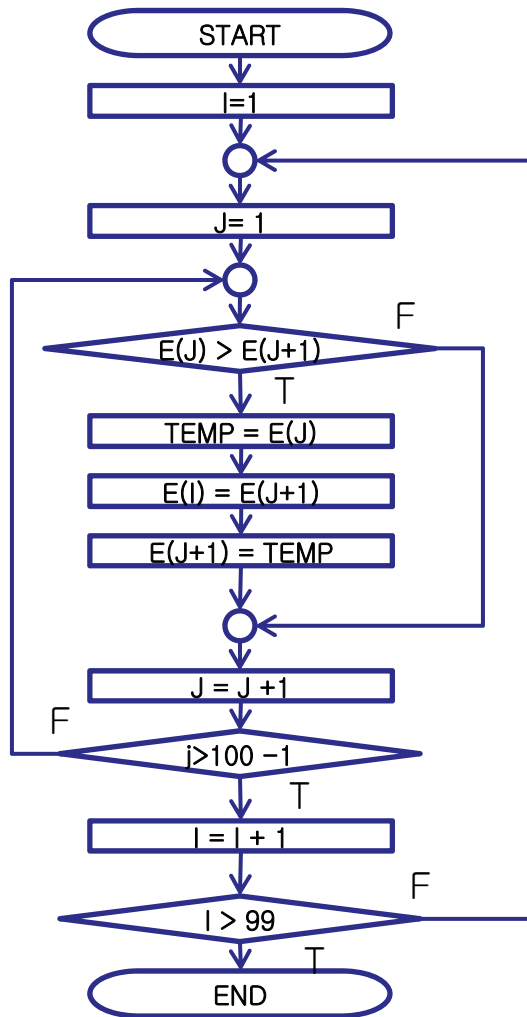 START
I=1
J= 1
F
E(J) > E(J+1)
T
TEMP = E(J)
E(I) = E(J+1)
E(J+1) = TEMP
J = J +1
F
j>100 -1
T
I = I + 1
F
I > 99
T
END